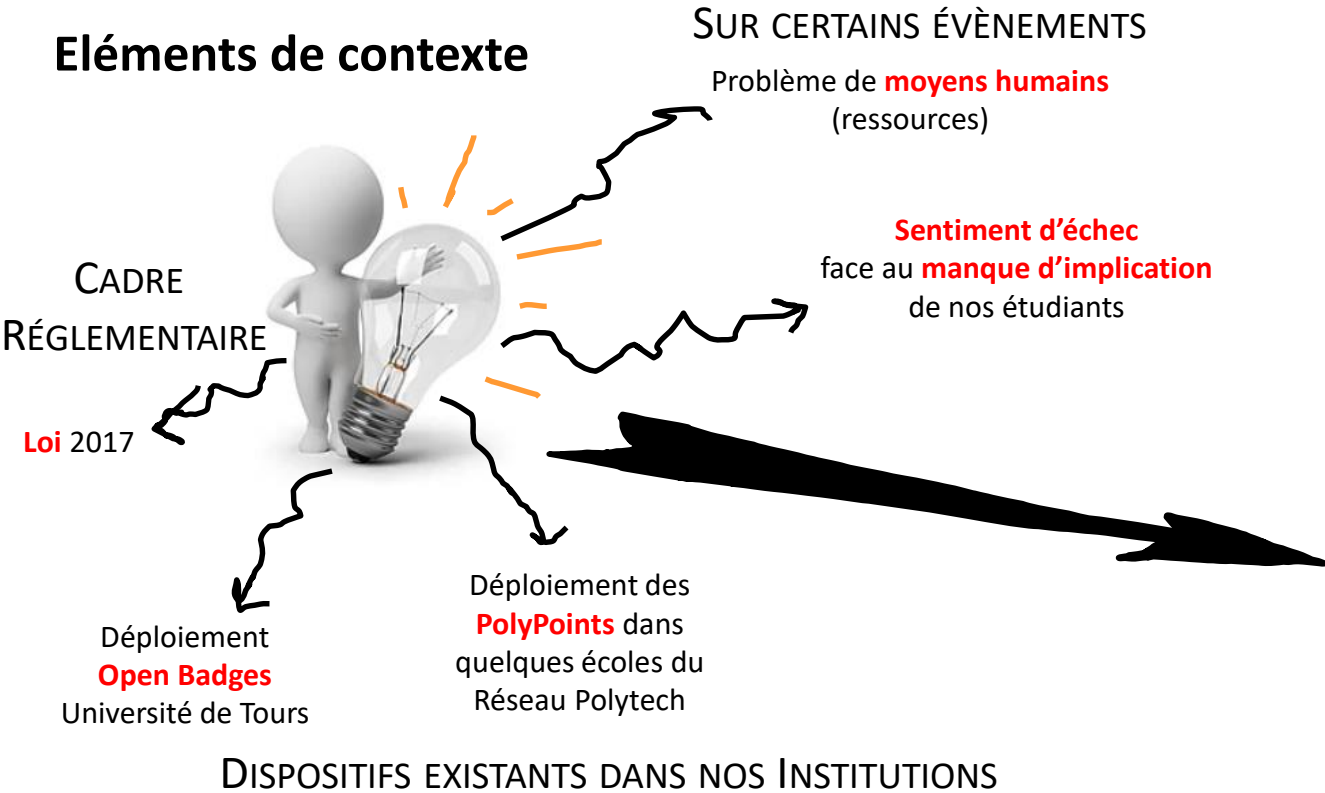 Eléments de contexte
SUR CERTAINS ÉVÈNEMENTS
Problème de moyens humains
(ressources)
Sentiment d'échec
face au manque d'implication
de nos étudiants
CADRE
RÉGLEMENTAIRE
Loi 2017
Déploiement
Open Badges
Université de Tours
Déploiement des
PolyPoints dans
quelques écoles du
Réseau Polytech
DISPOSITIFS EXISTANTS DANS NOS INSTITUTIONS